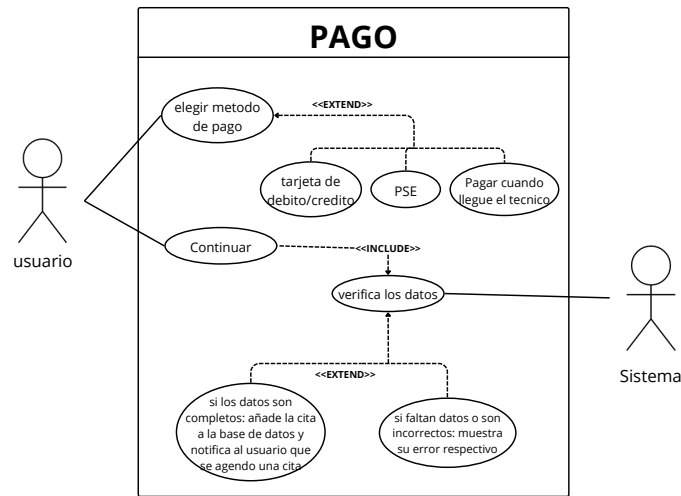 PAGO
elegir metodo
de pago
<<EXTEND>>
tarjeta de
debito/credito
PSE
Pagar cuando
llegue el tecnico
usuario
Continuar
<<INCLUDE>>
verifica los datos
Sistema
<<EXTEND>>
si los datos son
completos: añade la cita
a la base de datos y
notifica al usuario que
se agendo una cita
si faltan datos o son
incorrectos: muestra
su error respectivo